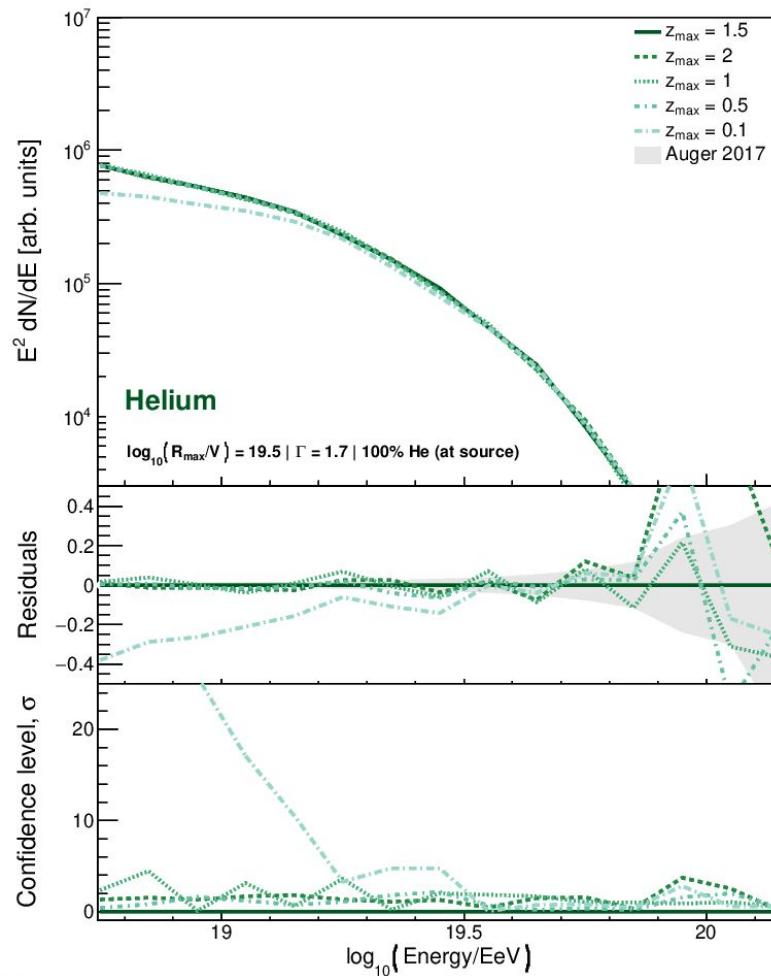 10⁷
10⁶
10⁵
10⁴
E² dN/dE [arb. units]
z_max = 1.5
z_max = 2
z_max = 1
z_max = 0.5
z_max = 0.1
Auger 2017
Helium
log₁₀(R_max/V) = 19.5 | Γ = 1.7 | 100% He (at source)
0.4
0.2
0
−0.2
−0.4
Residuals
20
10
0
Confidence level, σ
19
19.5
20
log₁₀(Energy/EeV)